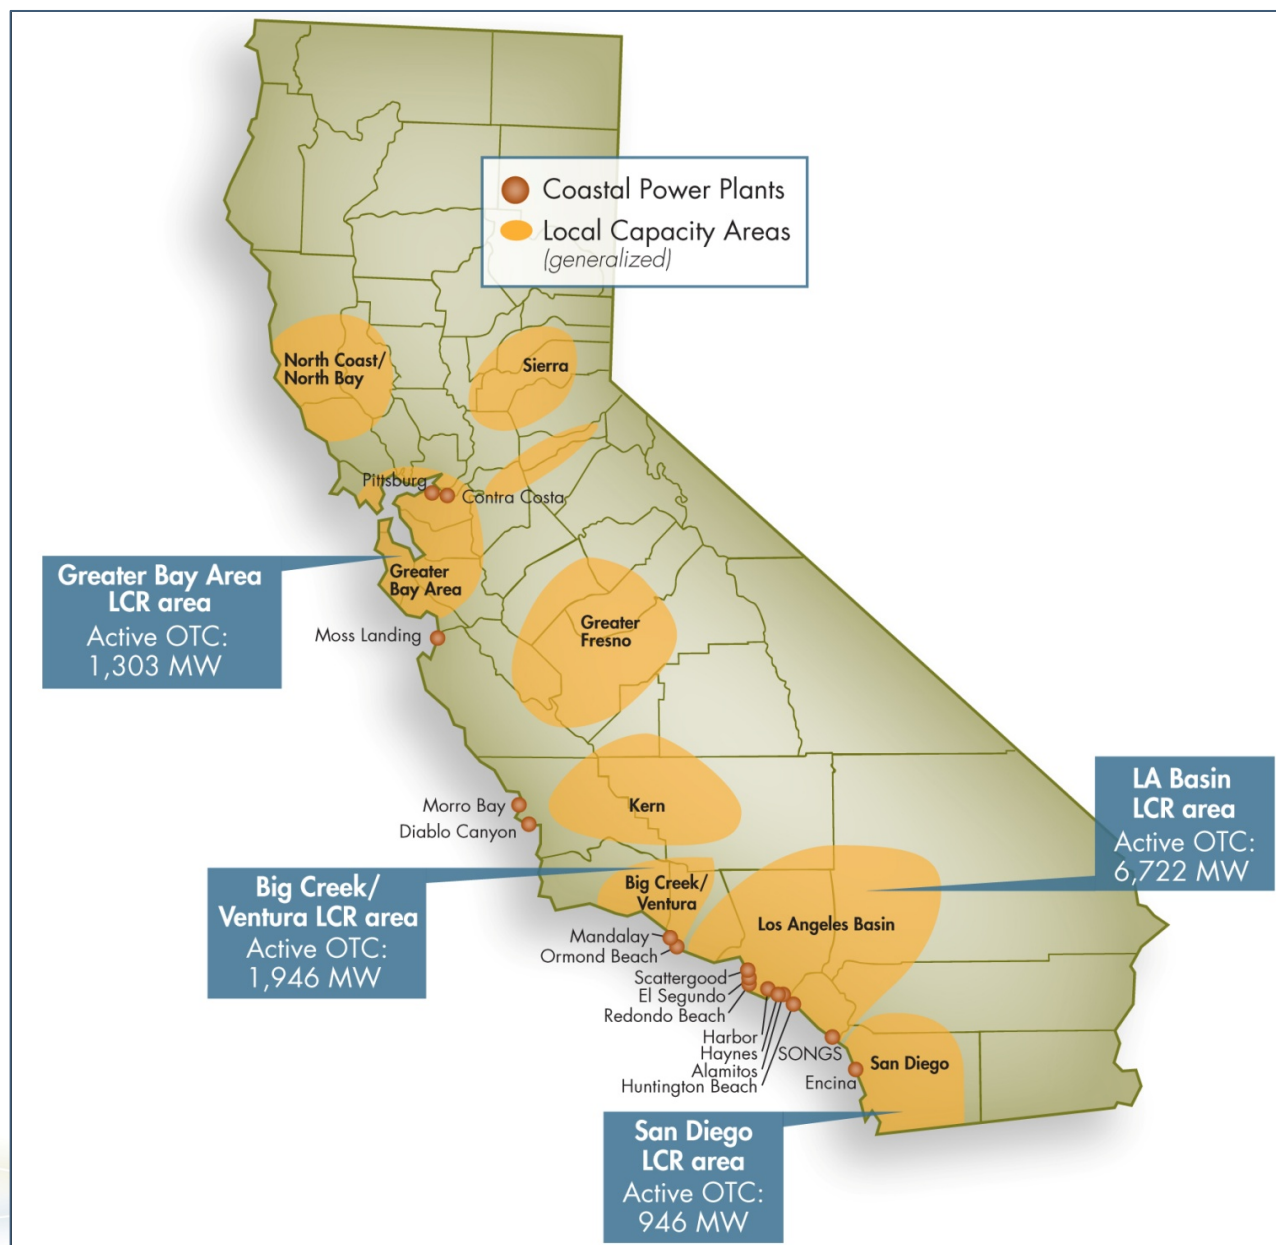 Coastal Power Plants
Local Capacity Areas
(generalized)
North Coast/
North Bay
Sierra
Pittsburg
Contra Costa
Greater Bay Area
LCR area
Active OTC:
1,303 MW
Greater
Bay Area
Moss Landing
Greater
Fresno
Morro Bay
Diablo Canyon
Kern
LA Basin
LCR area
Active OTC:
6,722 MW
Big Creek/
Ventura LCR area
Active OTC:
1,946 MW
Big Creek/
Ventura
Los Angeles Basin
Mandalay
Ormond Beach
Scattergood
El Segundo
Redondo Beach
Harbor
Haynes
Alamitos
Huntington Beach
SONGS
Encina
San Diego
San Diego
LCR area
Active OTC:
946 MW